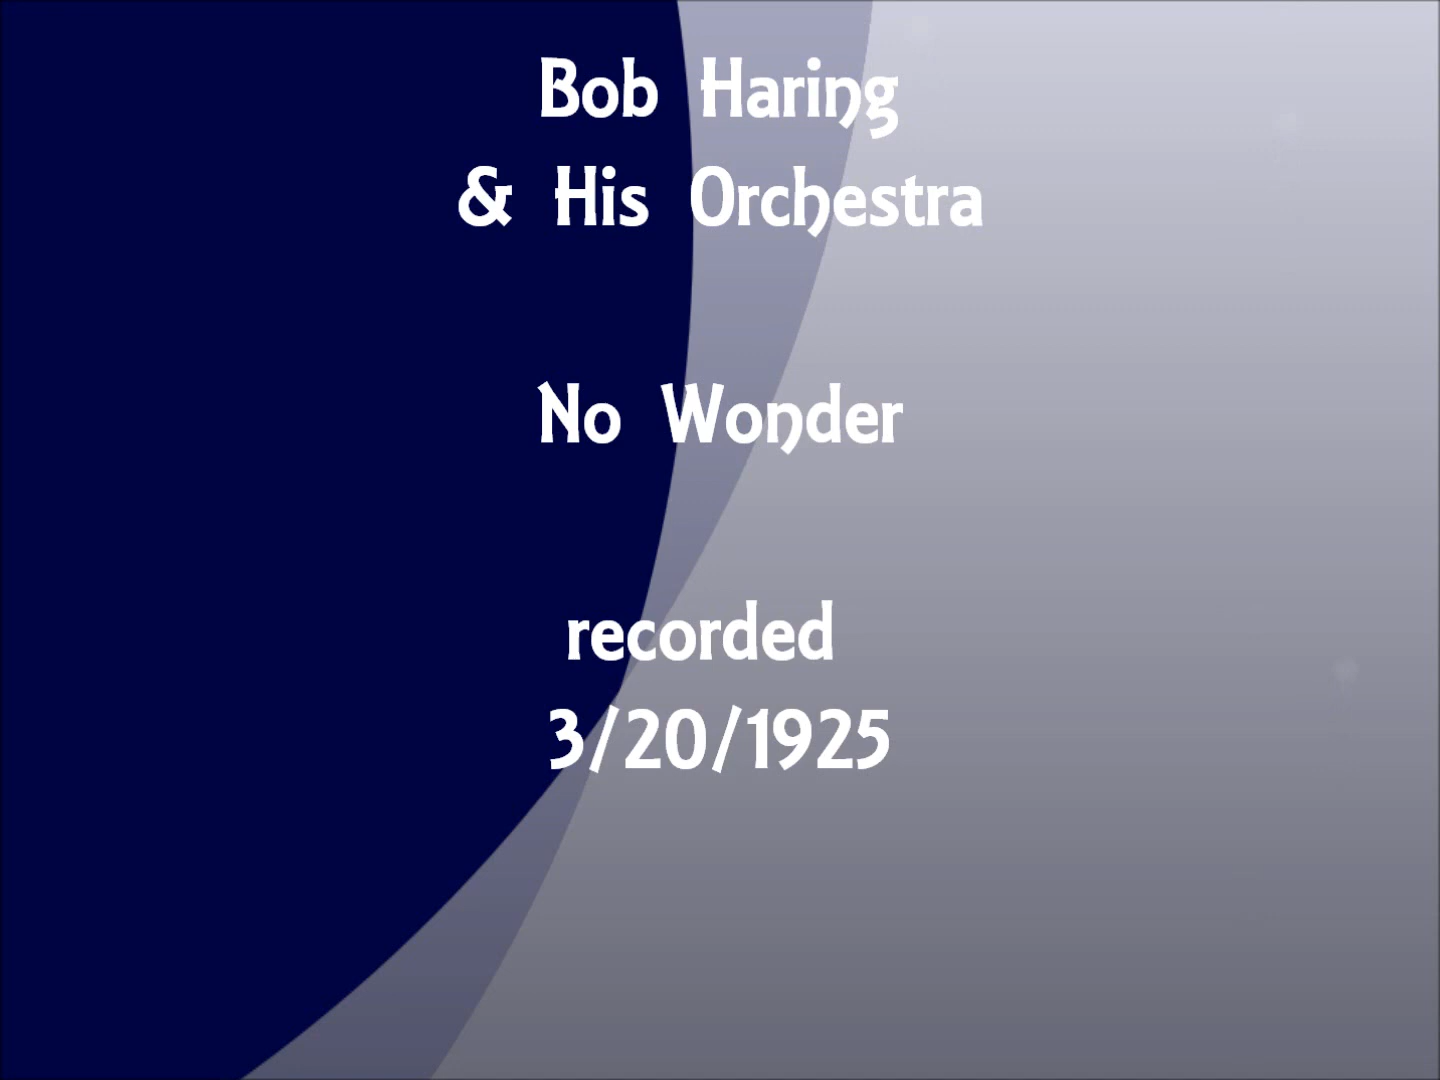 Bob Haring
& His Orchestra
No Wonder
recorded
3/20/1925